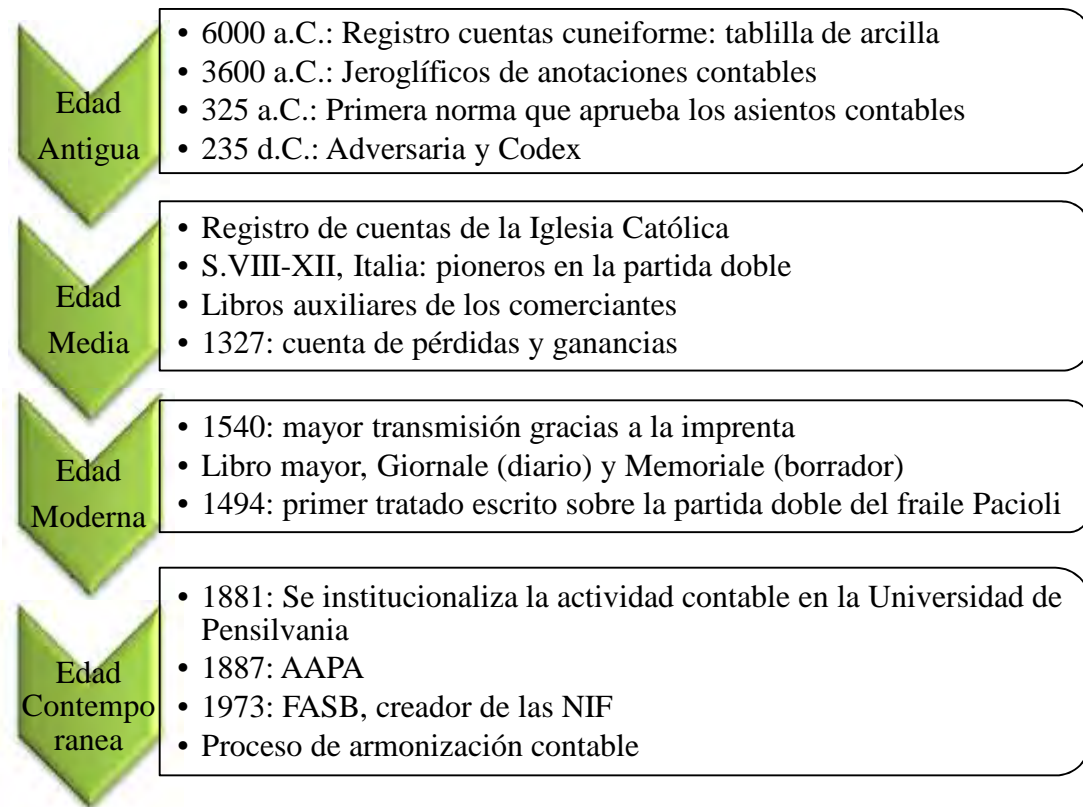 Edad
Antigua
• 6000 a.C.: Registro cuentas cuneiforme: tablilla de arcilla
• 3600 a.C.: Jeroglíficos de anotaciones contables
• 325 a.C.: Primera norma que aprueba los asientos contables
• 235 d.C.: Adversaria y Codex
Edad
Media
• Registro de cuentas de la Iglesia Católica
• S.VIII-XII, Italia: pioneros en la partida doble
• Libros auxiliares de los comerciantes
• 1327: cuenta de pérdidas y ganancias
Edad
Moderna
• 1540: mayor transmisión gracias a la imprenta
• Libro mayor, Giornale (diario) y Memoriale (borrador)
• 1494: primer tratado escrito sobre la partida doble del fraile Pacioli
Edad
Contempo
ranea
• 1881: Se institucionaliza la actividad contable en la Universidad de
Pensilvania
• 1887: AAPA
• 1973: FASB, creador de las NIF
• Proceso de armonización contable